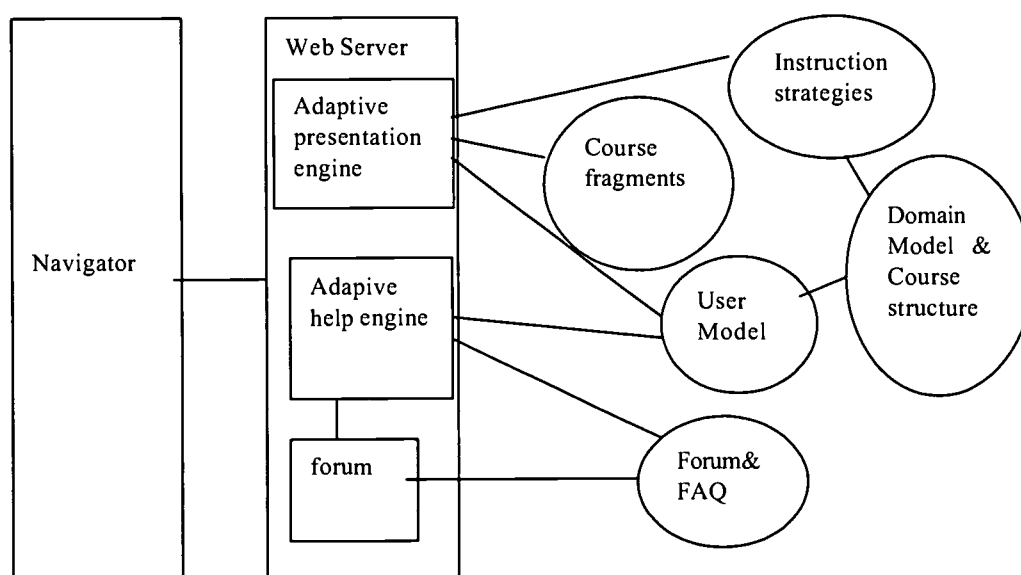 Web Server
Adaptive
presentation
engine
Navigator
Adapive
help engine
forum
Instruction
strategies
Course
fragments
Domain
Model &
Course
structure
User
Model
Forum&
FAQ